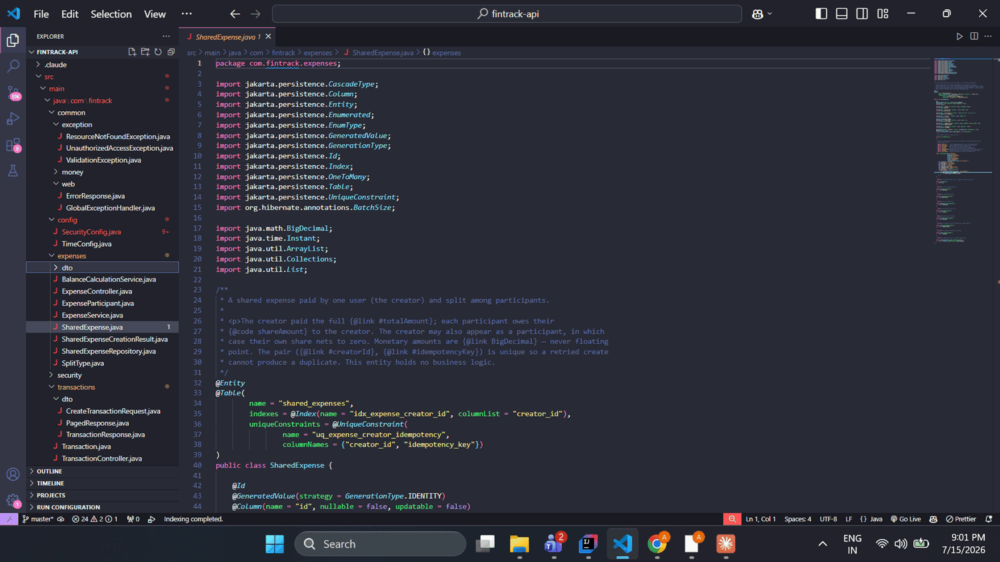 File Edit Selection View ··· fintrack-api
EXPLORER ···
FINTRACK-API
.claude
src
main
java \ com \ fintrack
common
exception
ResourceNotFoundException.java
UnauthorizedAccessException.java
ValidationException.java
money
web
ErrorResponse.java
GlobalExceptionHandler.java
config
SecurityConfig.java 9+
TimeConfig.java
expenses
dto
BalanceCalculationService.java
ExpenseController.java
ExpenseParticipant.java
ExpenseService.java
SharedExpense.java 1
SharedExpenseCreationResult.java
SharedExpenseRepository.java
SplitType.java
security
transactions
dto
CreateTransactionRequest.java
PagedResponse.java
TransactionResponse.java
Transaction.java
TransactionController.java
OUTLINE
TIMELINE
PROJECTS
RUN CONFIGURATION
10K
8
1
SharedExpense.java 1
src > main > java > com > fintrack > expenses > SharedExpense.java > {} expenses
1 package com.fintrack.expenses;
2
3 import jakarta.persistence.CascadeType;
4 import jakarta.persistence.Column;
5 import jakarta.persistence.Entity;
6 import jakarta.persistence.Enumerated;
7 import jakarta.persistence.EnumType;
8 import jakarta.persistence.GeneratedValue;
9 import jakarta.persistence.GenerationType;
10 import jakarta.persistence.Id;
11 import jakarta.persistence.Index;
12 import jakarta.persistence.OneToMany;
13 import jakarta.persistence.Table;
14 import jakarta.persistence.UniqueConstraint;
15 import org.hibernate.annotations.BatchSize;
16
17 import java.math.BigDecimal;
18 import java.time.Instant;
19 import java.util.ArrayList;
20 import java.util.Collections;
21 import java.util.List;
22
23 /**
24 * A shared expense paid by one user (the creator) and split among participants.
25 *
26 * <p>The creator paid the full {@link #totalAmount}; each participant owes their
27 * {@code shareAmount} to the creator. The creator may also appear as a participant, in which
28 * case their own share nets to zero. Monetary amounts are {@link BigDecimal} — never floating
29 * point. The pair ({@link #creatorId}, {@link #idempotencyKey}) is unique so a retried create
30 * cannot produce a duplicate. This entity holds no business logic.
31 */
32 @Entity
33 @Table(
34 name = "shared_expenses",
35 indexes = @Index(name = "idx_expense_creator_id", columnList = "creator_id"),
36 uniqueConstraints = @UniqueConstraint(
37 name = "uq_expense_creator_idempotency",
38 columnNames = {"creator_id", "idempotency_key"})
39 )
40 public class SharedExpense {
41
42 @Id
43 @GeneratedValue(strategy = GenerationType.IDENTITY)
44 @Column(name = "id", nullable = false, updatable = false)
master* 24 2 1 0 Indexing completed. Ln 1, Col 1 Spaces: 4 UTF-8 LF {} Java Go Live Prettier
Search 2 A A ENG IN 9:01 PM
7/15/2026